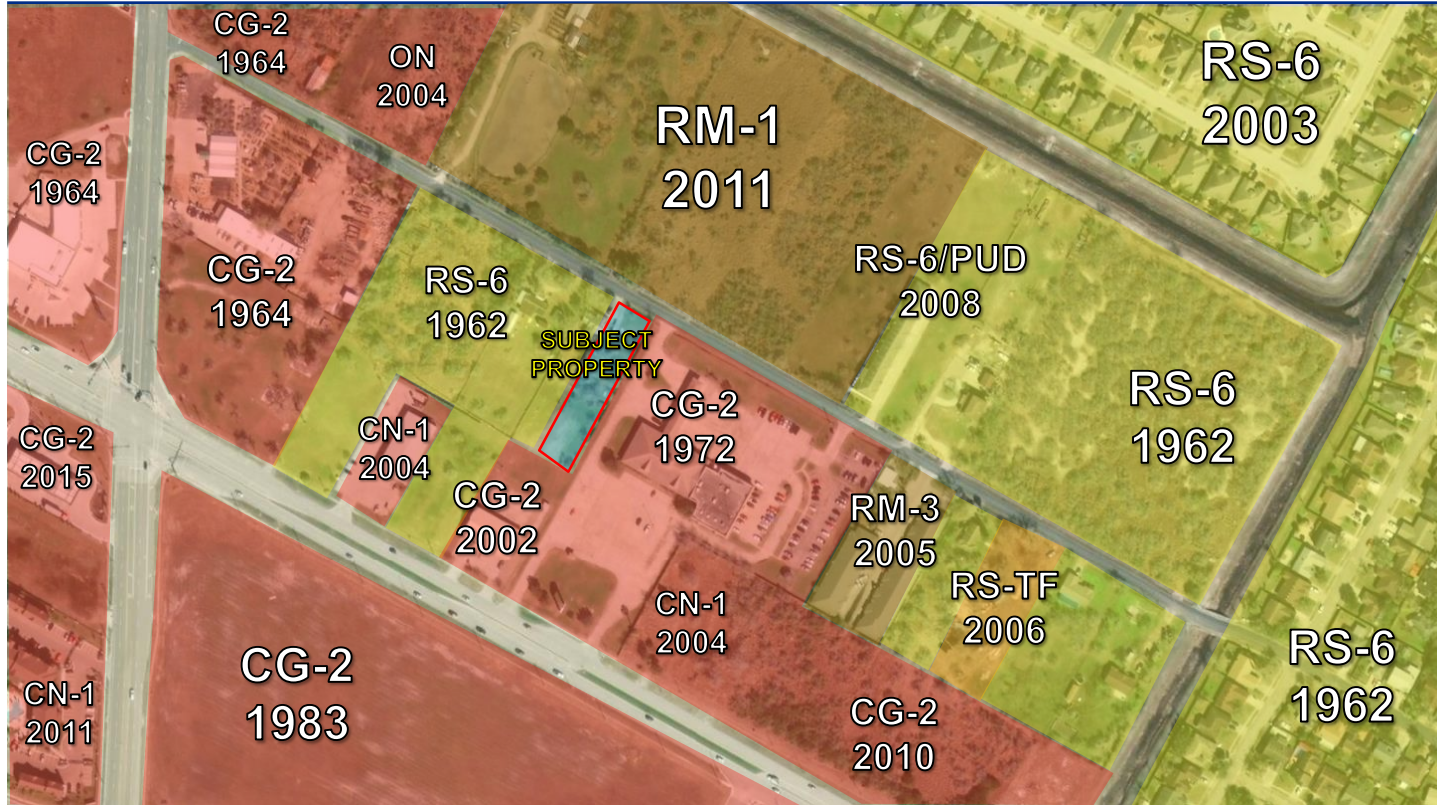 CG-2
1964
ON
2004
RS-6
2003
RM-1
2011
CG-2
1964
CG-2
1964
RS-6
1962
RS-6/PUD
2008
SUBJECT
PROPERTY
CG-2
1972
RS-6
1962
CN-1
2004
CG-2
2015
CG-2
2002
RM-3
2005
RS-TF
2006
CN-1
2004
CG-2
1983
RS-6
1962
CN-1
2011
CG-2
2010